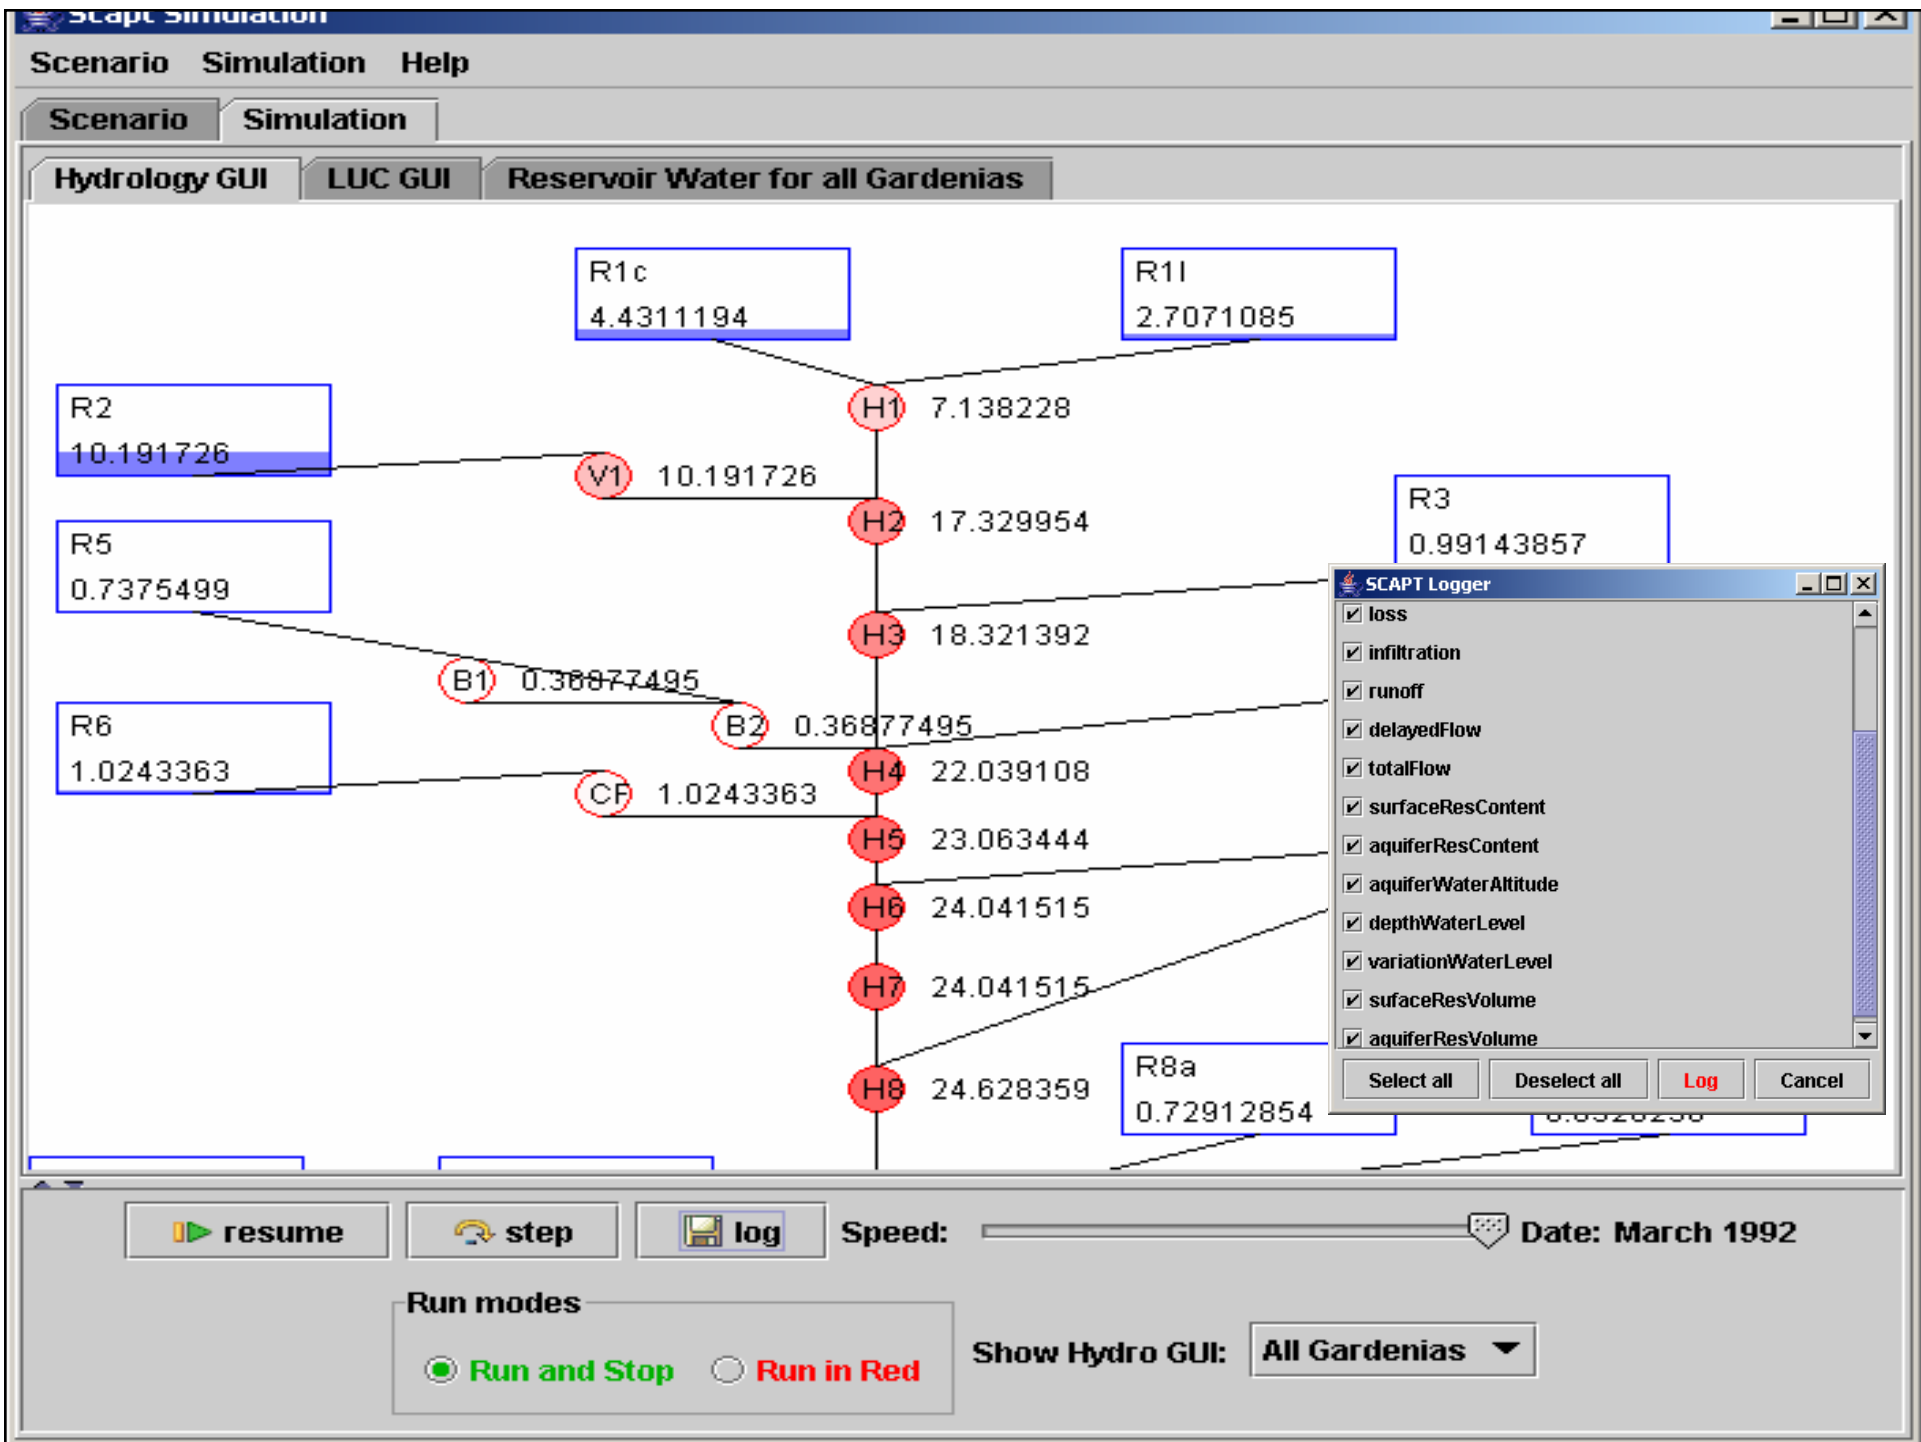 Scapt Simulation
Scenario Simulation Help
Scenario Simulation
Hydrology GUI LUC GUI Reservoir Water for all Gardenias
R1c
4.4311194
R1l
2.7071085
R2
10.191726
H1 7.138228
V1 10.191726
H2 17.329954
R3
0.99143857
R5
0.7375499
H3 18.321392
B1 0.36877495
B2 0.36877495
R6
1.0243363
H4 22.039108
CF 1.0243363
H5 23.063444
H6 24.041515
H7 24.041515
H8 24.628359
R8a
0.72912854
SCAPT Logger
loss
infiltration
runoff
delayedFlow
totalFlow
surfaceResContent
aquiferResContent
aquiferWaterAltitude
depthWaterLevel
variationWaterLevel
sufaceResVolume
aquiferResVolume
Select all Deselect all Log Cancel
resume step log Speed: Date: March 1992
Run modes
Run and Stop Run in Red
Show Hydro GUI: All Gardenias